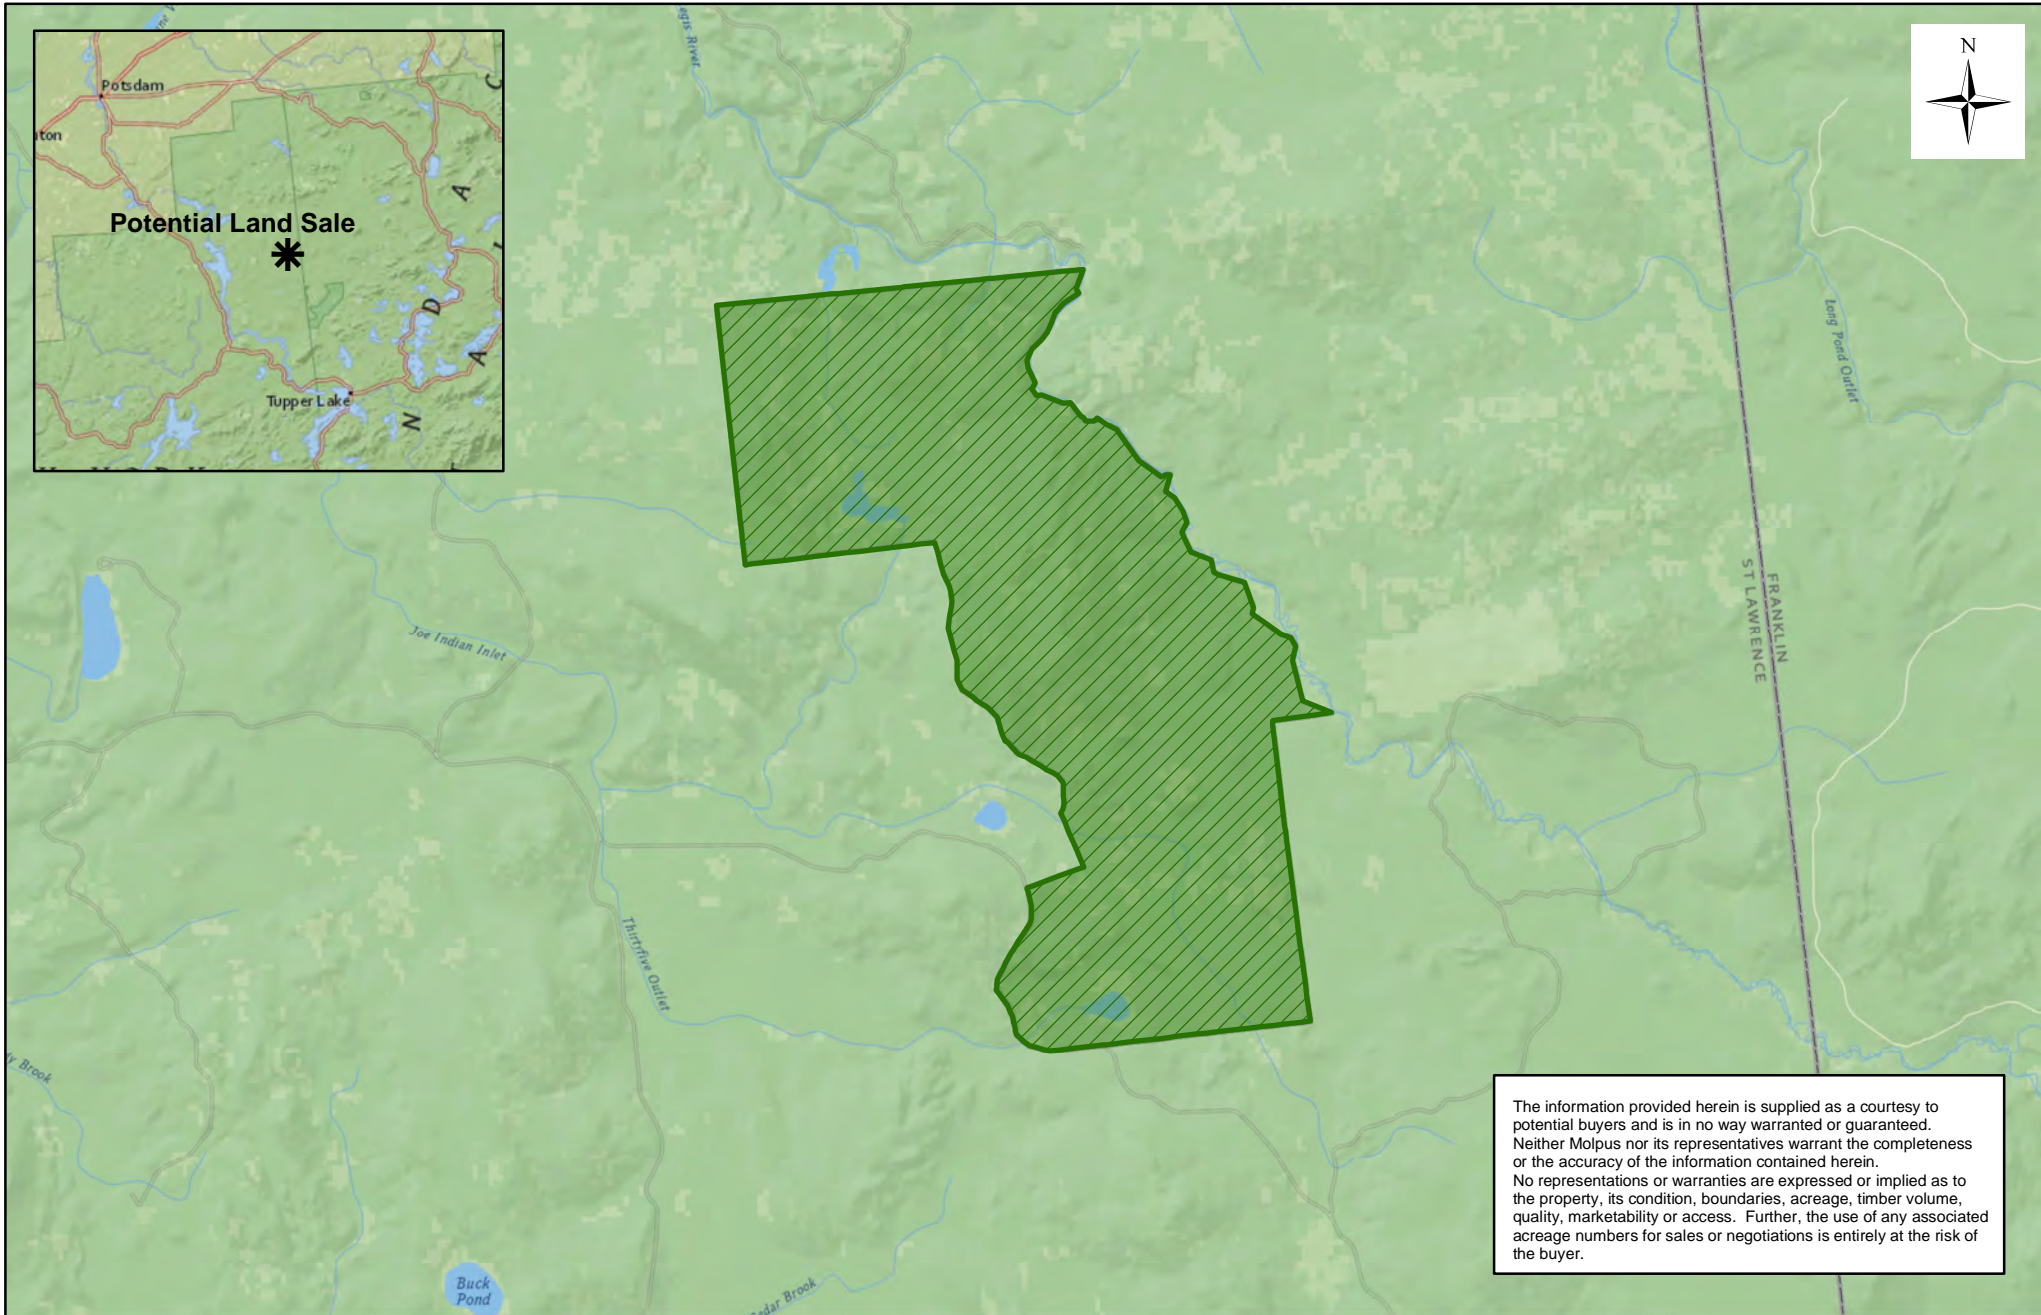 Potsdam
Potential Land Sale
Tupper Lake
N
D
A
A
C
N
egis River
Long Pond Outlet
FRANKLIN
ST LAWRENCE
Joe Indian Inlet
Thirtyfive Outlet
Brook
Buck
Pond
edar Brook
The information provided herein is supplied as a courtesy to
potential buyers and is in no way warranted or guaranteed.
Neither Molpus nor its representatives warrant the completeness
or the accuracy of the information contained herein.
No representations or warranties are expressed or implied as to
the property, its condition, boundaries, acreage, timber volume,
quality, marketability or access.  Further, the use of any associated
acreage numbers for sales or negotiations is entirely at the risk of
the buyer.